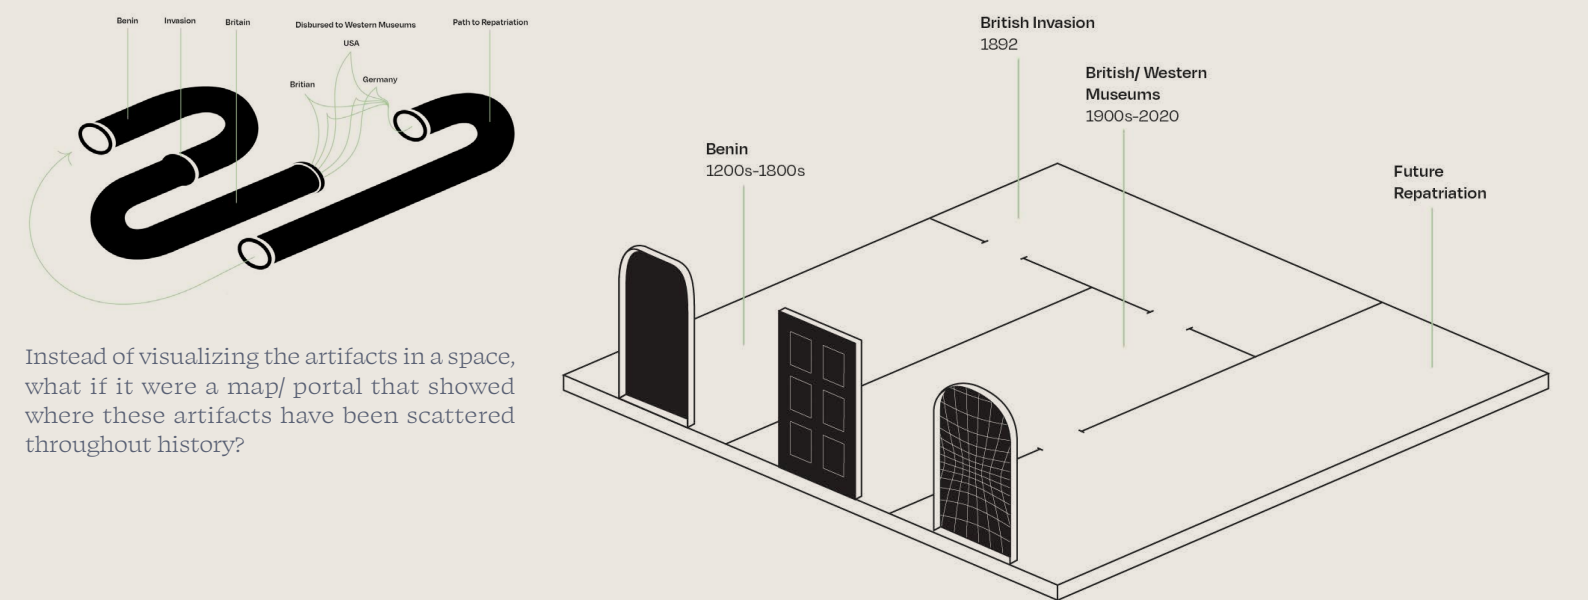 Benin
Invasion
Britain
Disbursed to Western Museums
Path to Repatriation
USA
Britian
Germany
Instead of visualizing the artifacts in a space,
what if it were a map/ portal that showed
where these artifacts have been scattered
throughout history?
British Invasion
1892
British/ Western
Museums
1900s-2020
Benin
1200s-1800s
Future
Repatriation